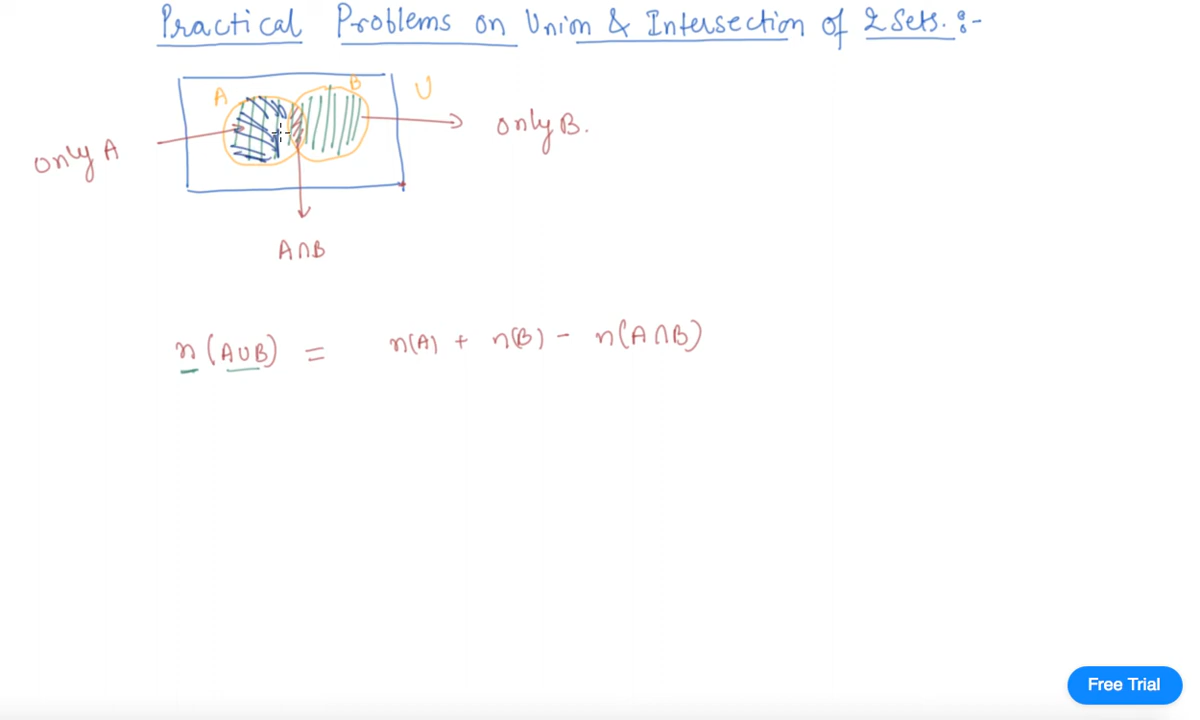 Practical Problems on Union & Intersection of 2 Sets.:-
A B U
only A
only B.
A∩B
n(A∪B) = n(A) + n(B) - n(A∩B)
Free Trial